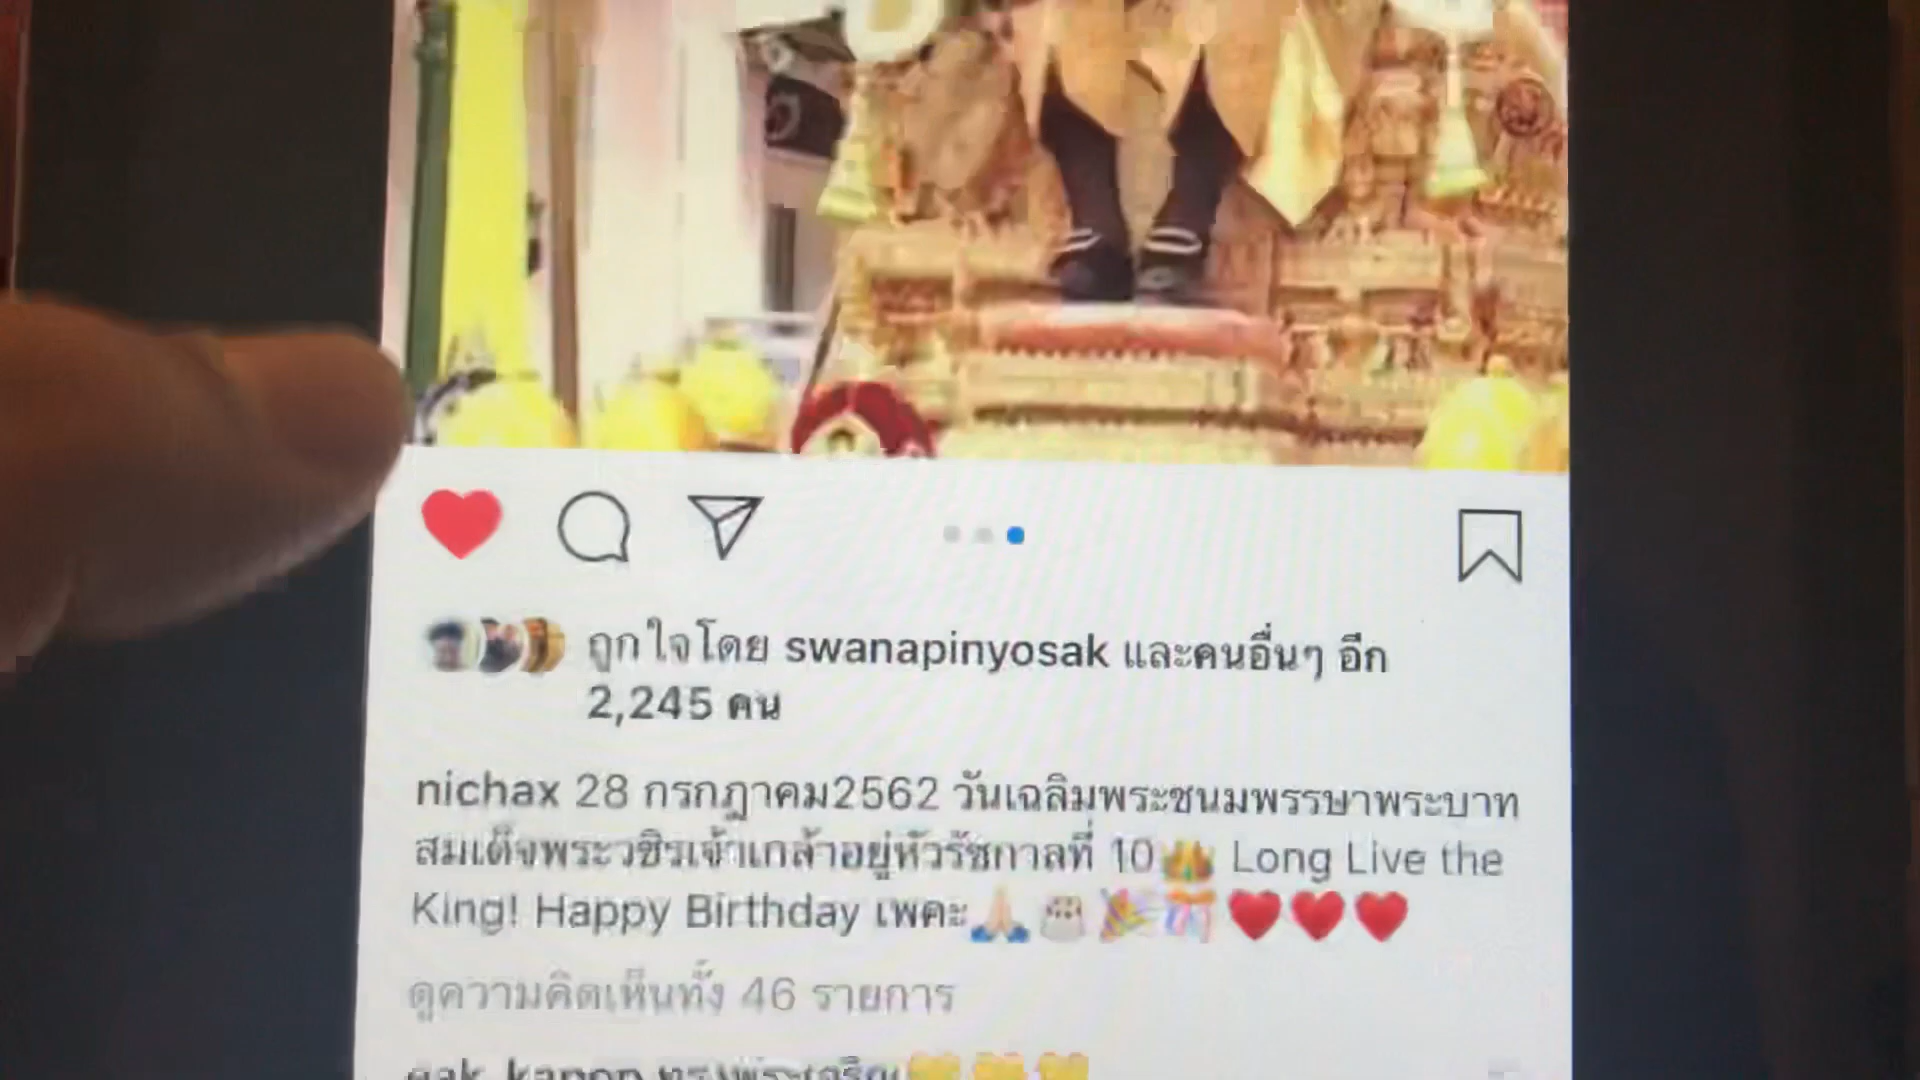 ถูกใจโดย swanapinyosak และคนอื่นๆ อีก
2,245 คน
nichax 28 กรกฎาคม2562 วันเฉลิมพระชนมพรรษาพระบาท
สมเด็จพระวชิรเจ้าเกล้าอยู่หัวรัชกาลที่ 10👑 Long Live the
King! Happy Birthday เพคะ🙏🏻🎂🎉🎊❤️❤️❤️
ดูความคิดเห็นทั้ง 46 รายการ